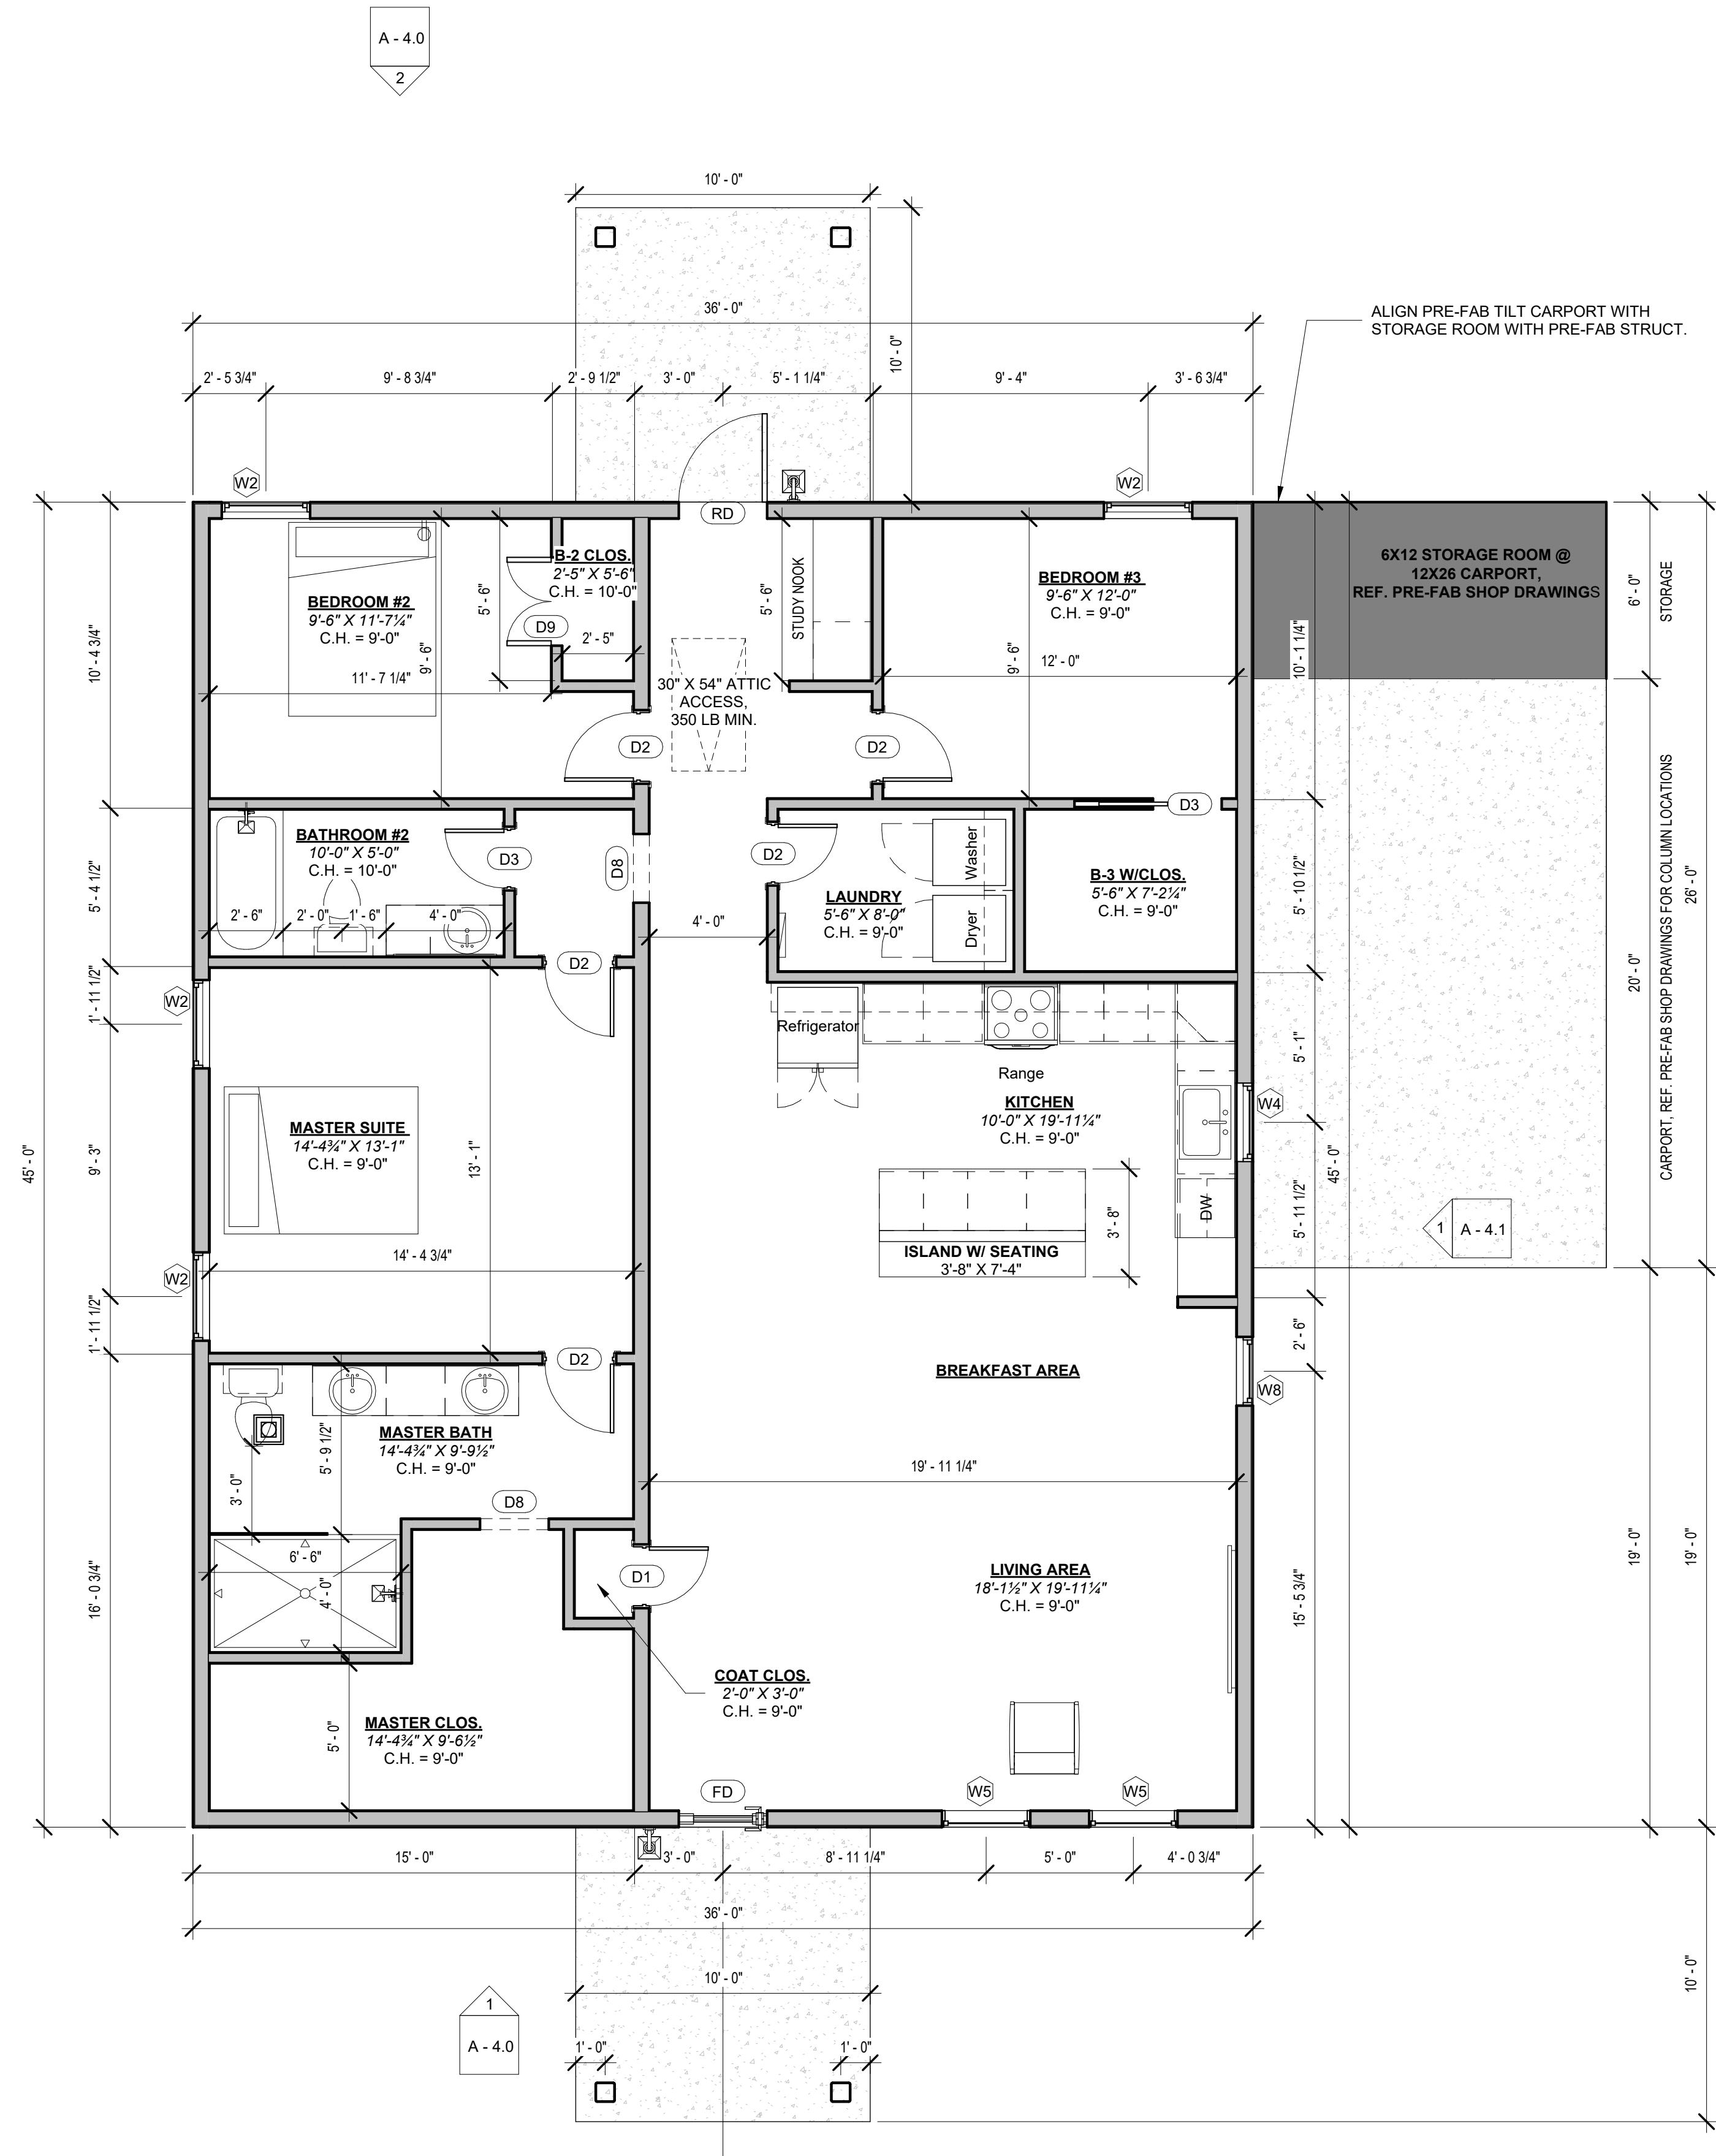 A - 4.0
2
10' - 0"
36' - 0"
10' - 0"
ALIGN PRE-FAB TILT CARPORT WITH
STORAGE ROOM WITH PRE-FAB STRUCT.
2' - 5 3/4"
9' - 8 3/4"
2' - 9 1/2"
3' - 0"
5' - 1 1/4"
9' - 4"
3' - 6 3/4"
W2
W2
RD
B-2 CLOS.
2'-5" X 5'-6"
C.H. = 10'-0"
BEDROOM #2
9'-6" X 11'-7¼"
C.H. = 9'-0"
5' - 6"
9' - 6"
11' - 7 1/4"
D9
2' - 5"
5' - 6"
STUDY NOOK
30" X 54" ATTIC
ACCESS,
350 LB MIN.
BEDROOM #3
9'-6" X 12'-0"
C.H. = 9'-0"
9' - 6"
12' - 0"
6X12 STORAGE ROOM @
12X26 CARPORT,
REF. PRE-FAB SHOP DRAWINGS
6' - 0"
STORAGE
10' - 4 3/4"
10' - 1 1/4"
D2
D2
D3
BATHROOM #2
10'-0" X 5'-0"
C.H. = 10'-0"
D3
D8
D2
5' - 4 1/2"
2' - 6"
2' - 0"
1' - 6"
4' - 0"
4' - 0"
LAUNDRY
5'-6" X 8'-0"
C.H. = 9'-0"
Washer
Dryer
B-3 W/CLOS.
5'-6" X 7'-2¼"
C.H. = 9'-0"
5' - 10 1/2"
26' - 0"
20' - 0"
CARPORT, REF. PRE-FAB SHOP DRAWINGS FOR COLUMN LOCATIONS
D2
1' - 11 1/2"
W2
Refrigerator
Range
5' - 1"
KITCHEN
10'-0" X 19'-11¼"
C.H. = 9'-0"
W4
MASTER SUITE
14'-4¾" X 13'-1"
C.H. = 9'-0"
13' - 1"
14' - 4 3/4"
45' - 0"
9' - 3"
45' - 0"
DW
3' - 8"
ISLAND W/ SEATING
3'-8" X 7'-4"
5' - 11 1/2"
1
A - 4.1
W2
1' - 11 1/2"
2' - 6"
D2
BREAKFAST AREA
W8
MASTER BATH
14'-4¾" X 9'-9½"
C.H. = 9'-0"
5' - 9 1/2"
3' - 0"
19' - 11 1/4"
D8
6' - 6"
4' - 0"
D1
LIVING AREA
18'-1½" X 19'-11¼"
C.H. = 9'-0"
16' - 0 3/4"
15' - 5 3/4"
19' - 0"
19' - 0"
COAT CLOS.
2'-0" X 3'-0"
C.H. = 9'-0"
MASTER CLOS.
14'-4¾" X 9'-6½"
C.H. = 9'-0"
5' - 0"
FD
W5
W5
15' - 0"
3' - 0"
8' - 11 1/4"
5' - 0"
4' - 0 3/4"
36' - 0"
10' - 0"
10' - 0"
1
A - 4.0
1' - 0"
1' - 0"